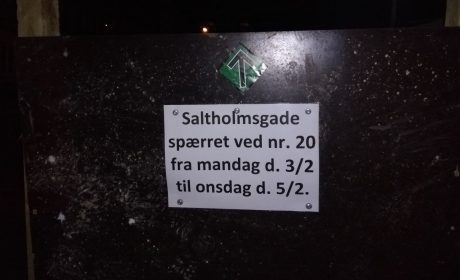 Saltholmsgade
spærret ved nr. 20
fra mandag d. 3/2
til onsdag d. 5/2.